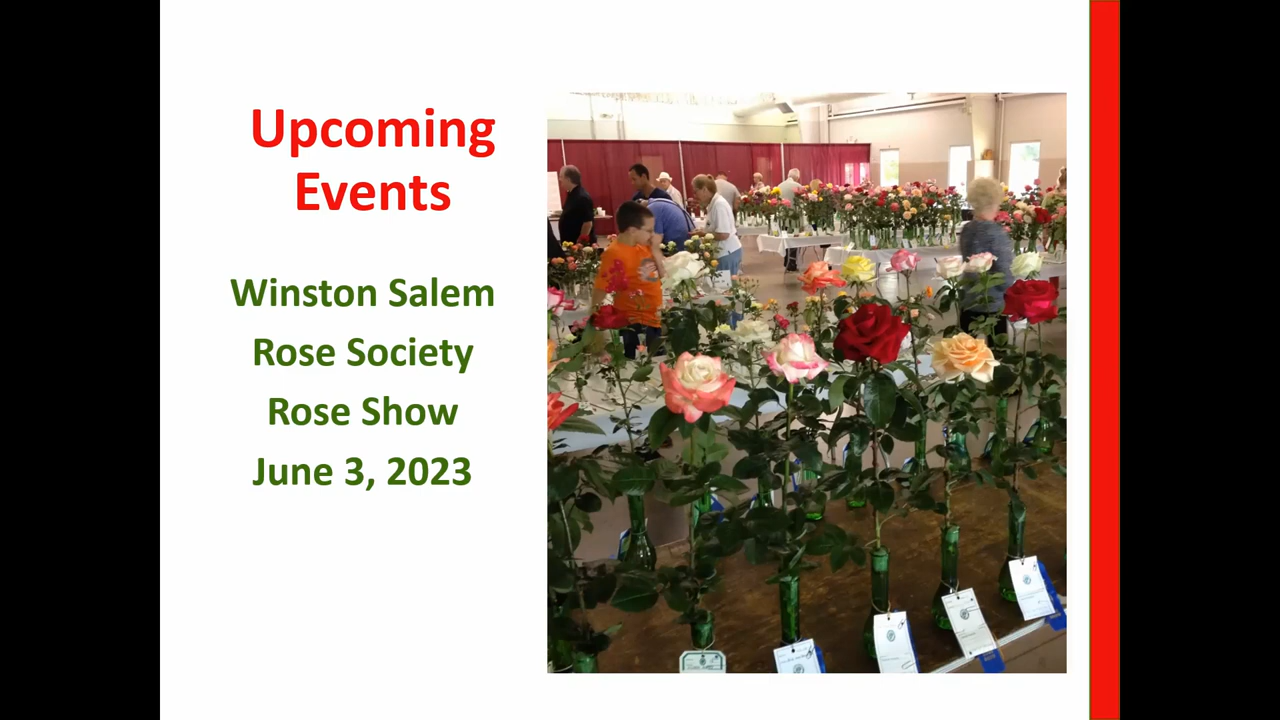 Upcoming
Events
Winston Salem
Rose Society
Rose Show
June 3, 2023